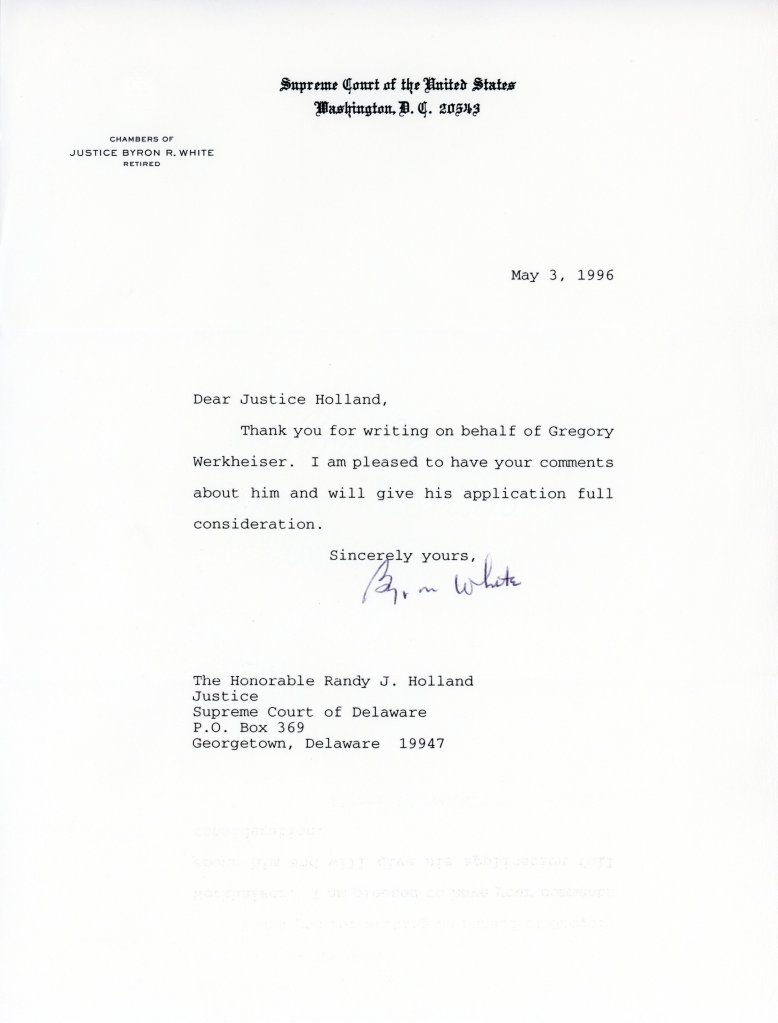 Supreme Court of the United States
Washington, D. C. 20543
CHAMBERS OF
JUSTICE BYRON R. WHITE
RETIRED
May 3, 1996
Dear Justice Holland,
Thank you for writing on behalf of Gregory
Werkheiser. I am pleased to have your comments
about him and will give his application full
consideration.
Sincerely yours,
Byron White
The Honorable Randy J. Holland
Justice
Supreme Court of Delaware
P.O. Box 369
Georgetown, Delaware 19947